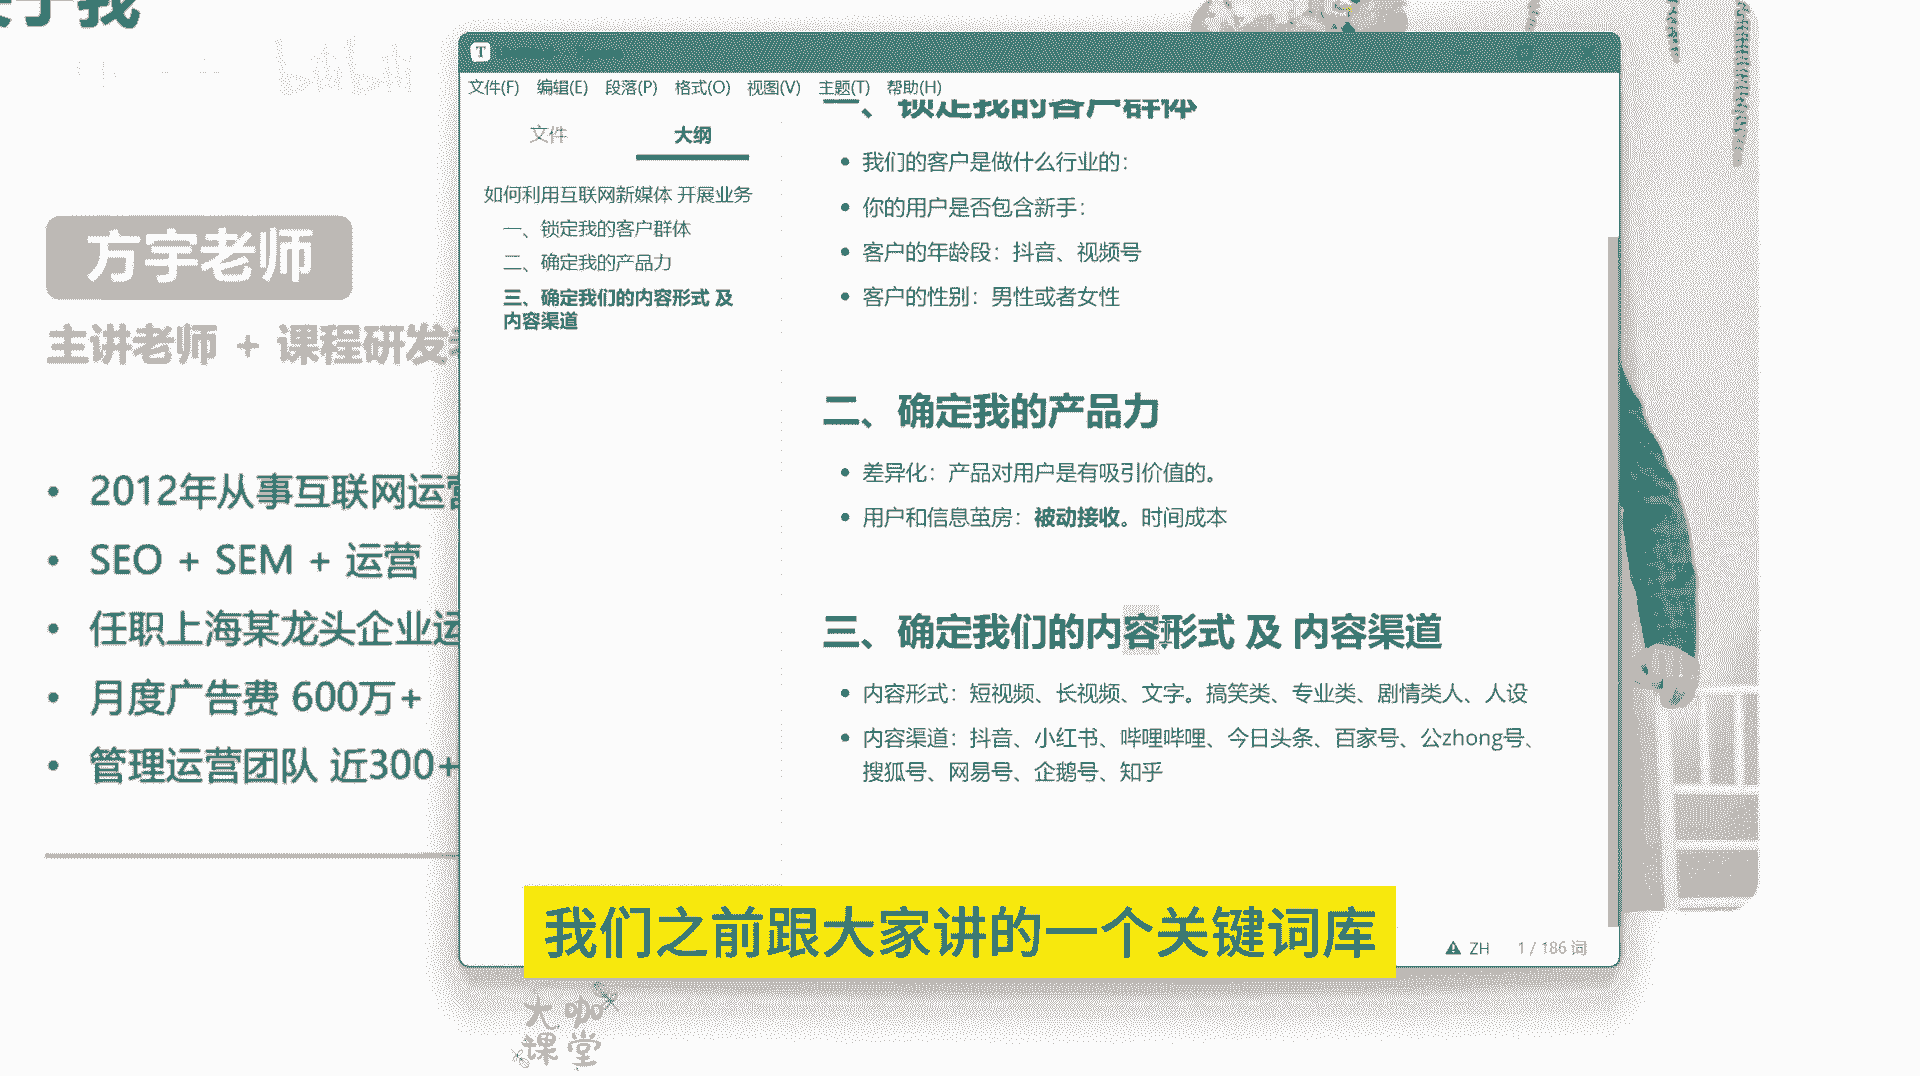 bilibili
方宇老师
主讲老师 + 课程研发
2012年从事互联网运营
SEO + SEM + 运营
任职上海某龙头企业运
月度广告费 600万+
管理运营团队 近300+
T
文件(F) 编辑(E) 段落(P) 格式(O) 视图(V) 主题(T) 帮助(H)
文件 大纲
如何利用互联网新媒体 开展业务
一、锁定我的客户群体
二、确定我的产品力
三、确定我们的内容形式 及
内容渠道
一、锁定我的客户群体
我们的客户是做什么行业的：
你的用户是否包含新手：
客户的年龄段：抖音、视频号
客户的性别：男性或者女性
二、确定我的产品力
差异化：产品对用户是有吸引价值的。
用户和信息茧房：被动接收。时间成本
三、确定我们的内容形式 及 内容渠道
内容形式：短视频、长视频、文字。搞笑类、专业类、剧情类人、人设
内容渠道：抖音、小红书、哔哩哔哩、今日头条、百家号、公zhong号、
搜狐号、网易号、企鹅号、知乎
ZH 1 / 186 词
我们之前跟大家讲的一个关键词库
大咖
课堂